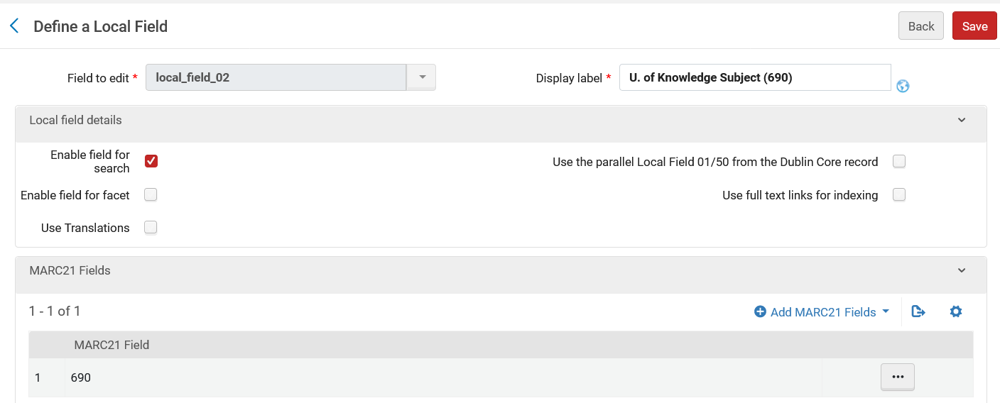 Define a Local Field
Back
Save
Field to edit *
local_field_02
Display label *
U. of Knowledge Subject (690)
Local field details
Enable field for
search
Use the parallel Local Field 01/50 from the Dublin Core record
Enable field for facet
Use full text links for indexing
Use Translations
MARC21 Fields
1 - 1 of 1
Add MARC21 Fields
MARC21 Field
1
690